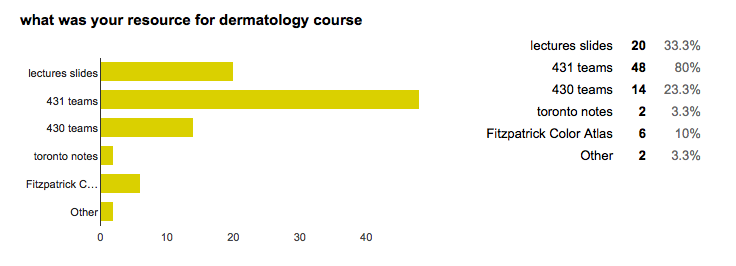 what was your resource for dermatology course
lectures slides
431 teams
430 teams
toronto notes
Fitzpatrick C...
Other
0 10 20 30 40
lectures slides 20 33.3%
431 teams 48 80%
430 teams 14 23.3%
toronto notes 2 3.3%
Fitzpatrick Color Atlas 6 10%
Other 2 3.3%